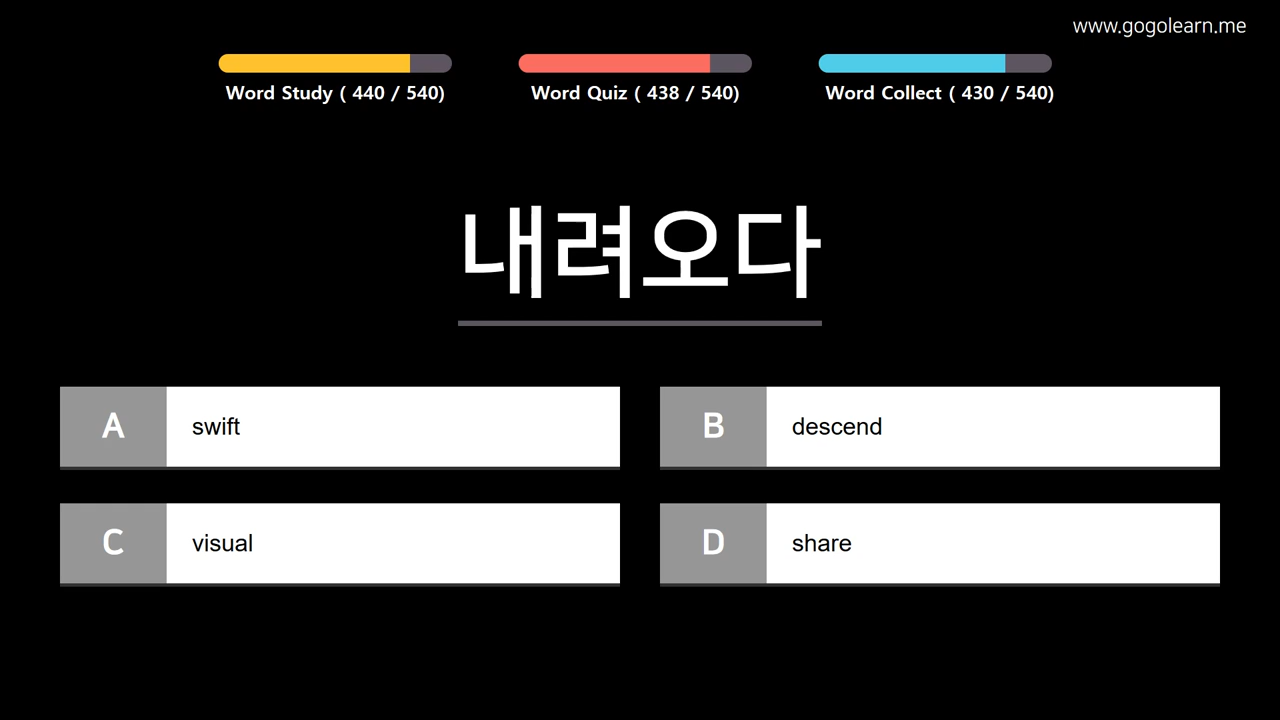 www.gogolearn.me
Word Study ( 440 / 540)
Word Quiz ( 438 / 540)
Word Collect ( 430 / 540)
내려오다
A swift
B descend
C visual
D share